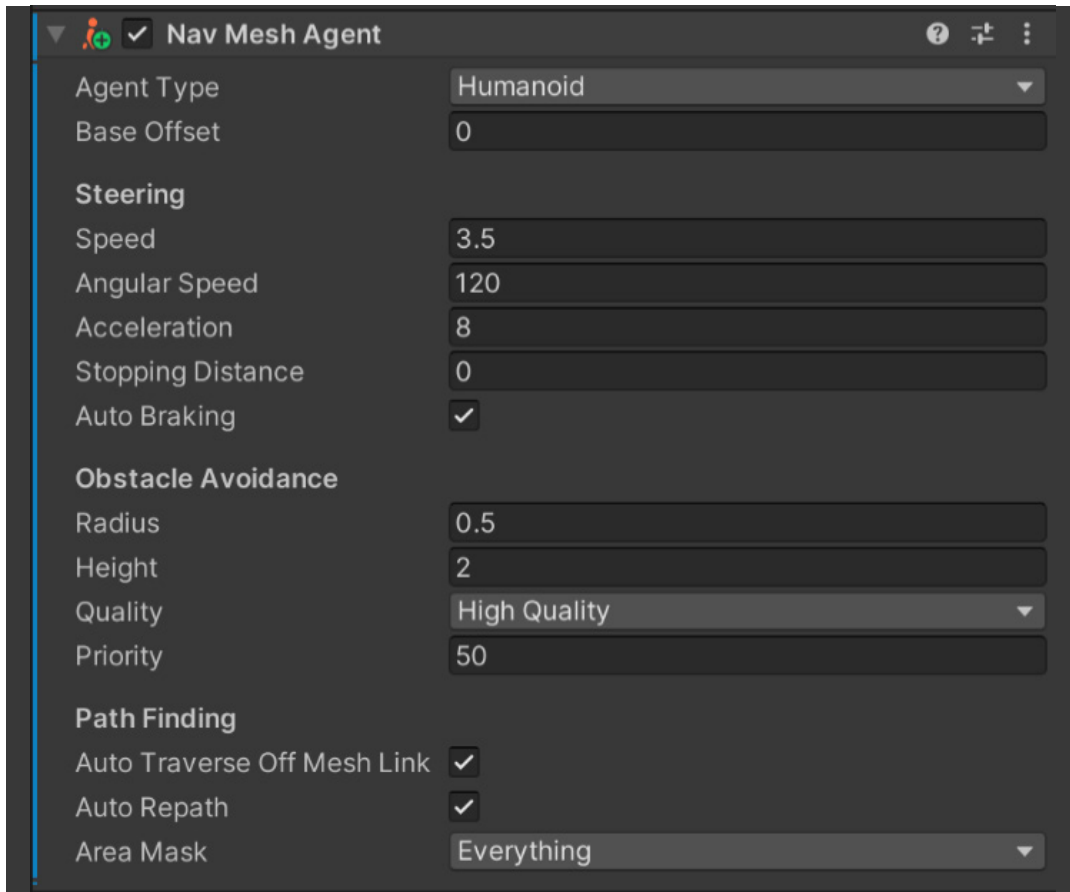 Nav Mesh Agent
Agent Type Humanoid
Base Offset 0
Steering
Speed 3.5
Angular Speed 120
Acceleration 8
Stopping Distance 0
Auto Braking
Obstacle Avoidance
Radius 0.5
Height 2
Quality High Quality
Priority 50
Path Finding
Auto Traverse Off Mesh Link
Auto Repath
Area Mask Everything